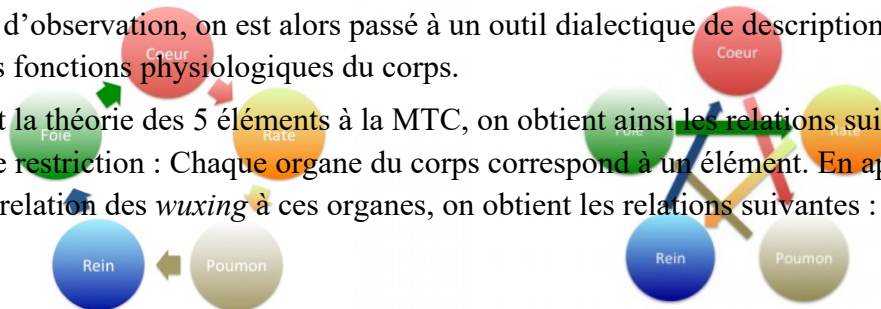 d’observation, on est alors passé à un outil dialectique de description
s fonctions physiologiques du corps.
t la théorie des 5 éléments à la MTC, on obtient ainsi les relations sui
e restriction : Chaque organe du corps correspond à un élément. En ap
relation des wuxing à ces organes, on obtient les relations suivantes :
Coeur
Foie
Rate
Rein
Poumon
Coeur
Foie
Rate
Rein
Poumon